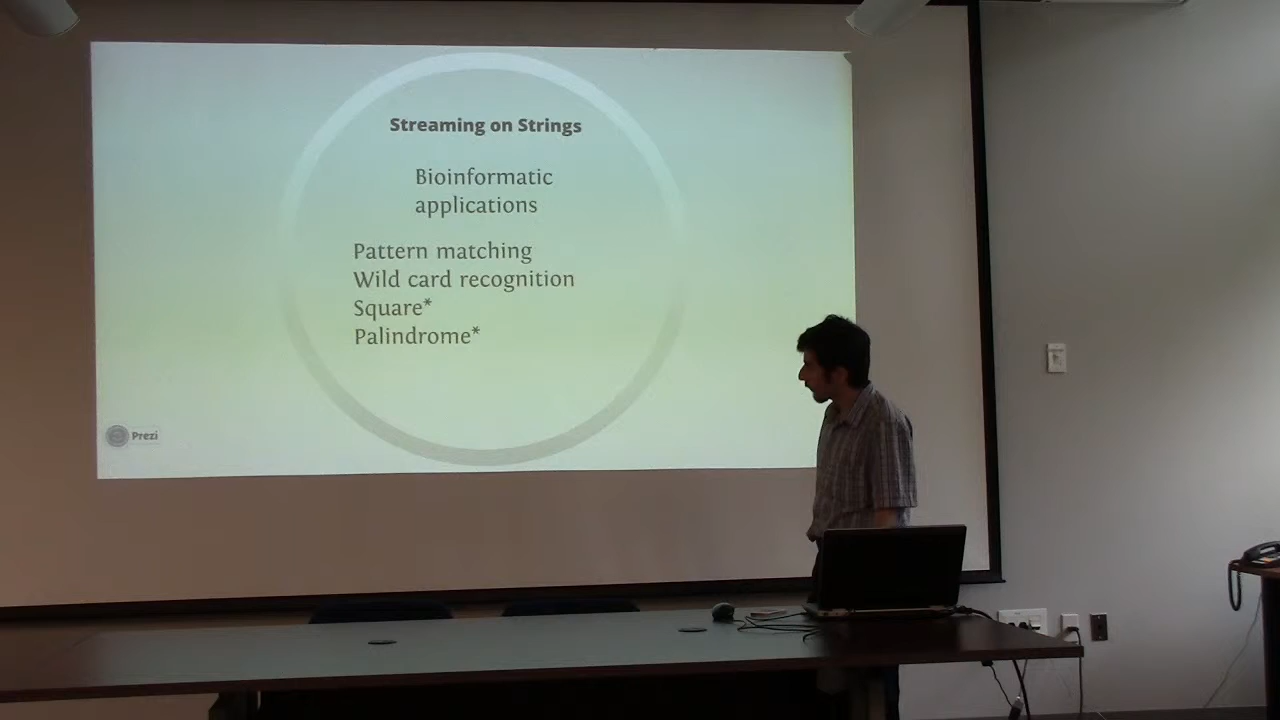 Streaming on Strings
Bioinformatic
applications
Pattern matching
Wild card recognition
Square*
Palindrome*
Prezi